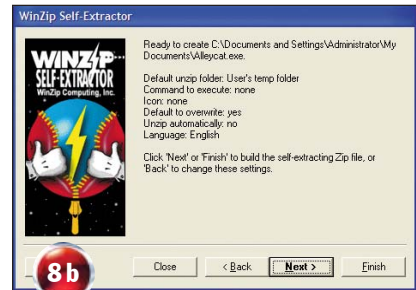 WinZip Self-Extractor
WINZIP
SELF-EXTRACTOR
WinZip Computing, Inc.
Ready to create C:\Documents and Settings\Administrator\My
Documents\Alleycat.exe.
Default unzip folder: User's temp folder
Command to execute: none
Icon: none
Default to overwrite: yes
Unzip automatically: no
Language: English
Click 'Next' or 'Finish' to build the self-extracting Zip file, or
'Back' to change these settings.
8b
Close < Back Next > Finish